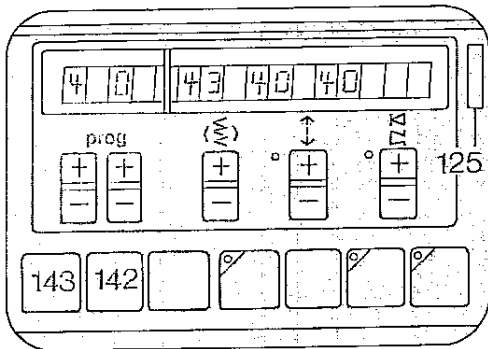 4 0 43 40 40
prog
+ + + + +
125
- - - - -
143 142